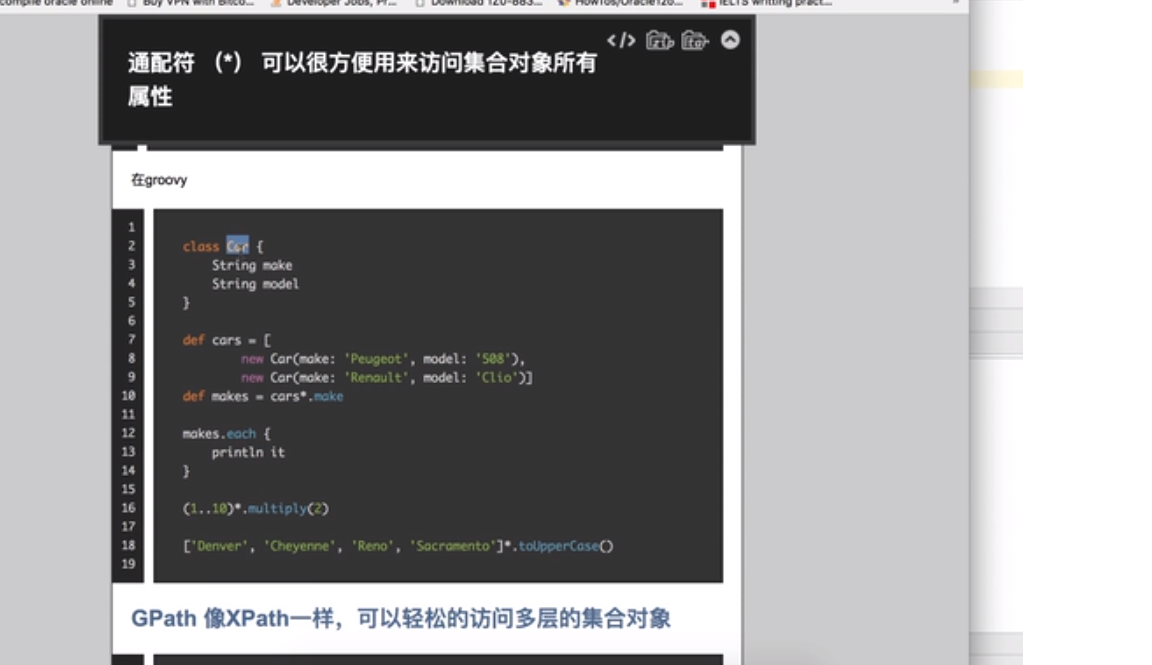 compile oracle online Buy VPN with Bitco... Developer Jobs, Pr... Download 1Z0-883... HowTos/Oracle12c... IELTS writting pract...
通配符 （*） 可以很方便用来访问集合对象所有
属性
在groovy
1
2 class Car {
3 String make
4 String model
5 }
6
7 def cars = [
8 new Car(make: 'Peugeot', model: '508'),
9 new Car(make: 'Renault', model: 'Clio')]
10 def makes = cars*.make
11
12 makes.each {
13 println it
14 }
15
16 (1..10)*.multiply(2)
17
18 ['Denver', 'Cheyenne', 'Reno', 'Sacramento']*.toUpperCase()
19
GPath 像XPath一样，可以轻松的访问多层的集合对象